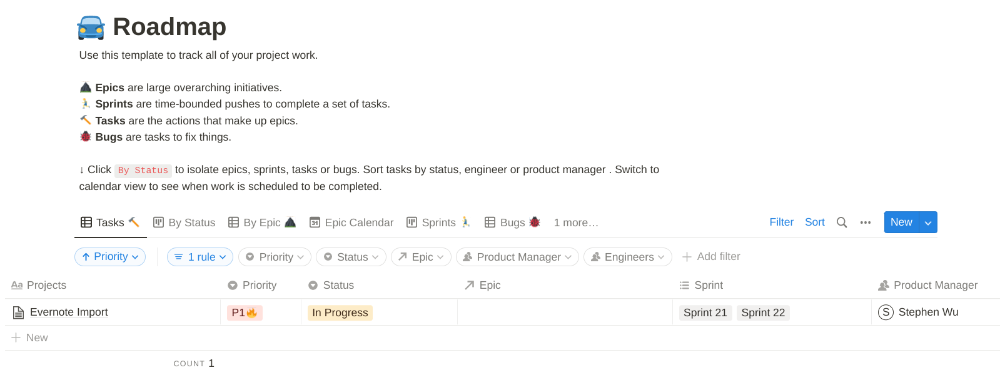 Roadmap
Use this template to track all of your project work.
Epics are large overarching initiatives.
Sprints are time-bounded pushes to complete a set of tasks.
Tasks are the actions that make up epics.
Bugs are tasks to fix things.
↓ Click By Status to isolate epics, sprints, tasks or bugs. Sort tasks by status, engineer or product manager . Switch to
calendar view to see when work is scheduled to be completed.
Tasks By Status By Epic 31 Epic Calendar Sprints Bugs 1 more… Filter Sort New
Priority 1 rule Priority Status Epic Product Manager Engineers Add filter
Aa Projects Priority Status Epic Sprint Product Manager
Evernote Import P1🔥 In Progress Sprint 21 Sprint 22 S Stephen Wu
New
COUNT 1